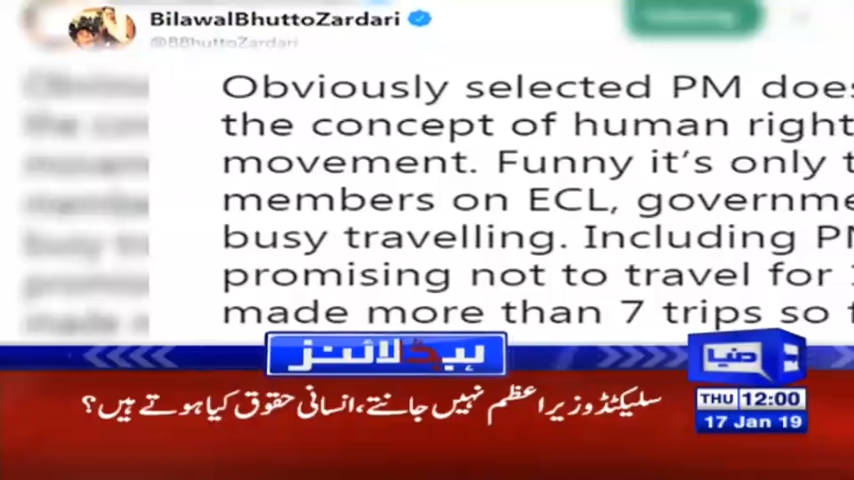 BilawalBhuttoZardari
@BBhuttoZardari
Following
Obviously selected PM does
the concept of human right
movement. Funny it's only t
members on ECL, governme
busy travelling. Including PM
promising not to travel for
made more than 7 trips so f
ہیڈلائنز
دنیا
سلیکٹڈ وزیراعظم نہیں جانتے، انسانی حقوق کیا ہوتے ہیں؟
THU 12:00
17 Jan 19